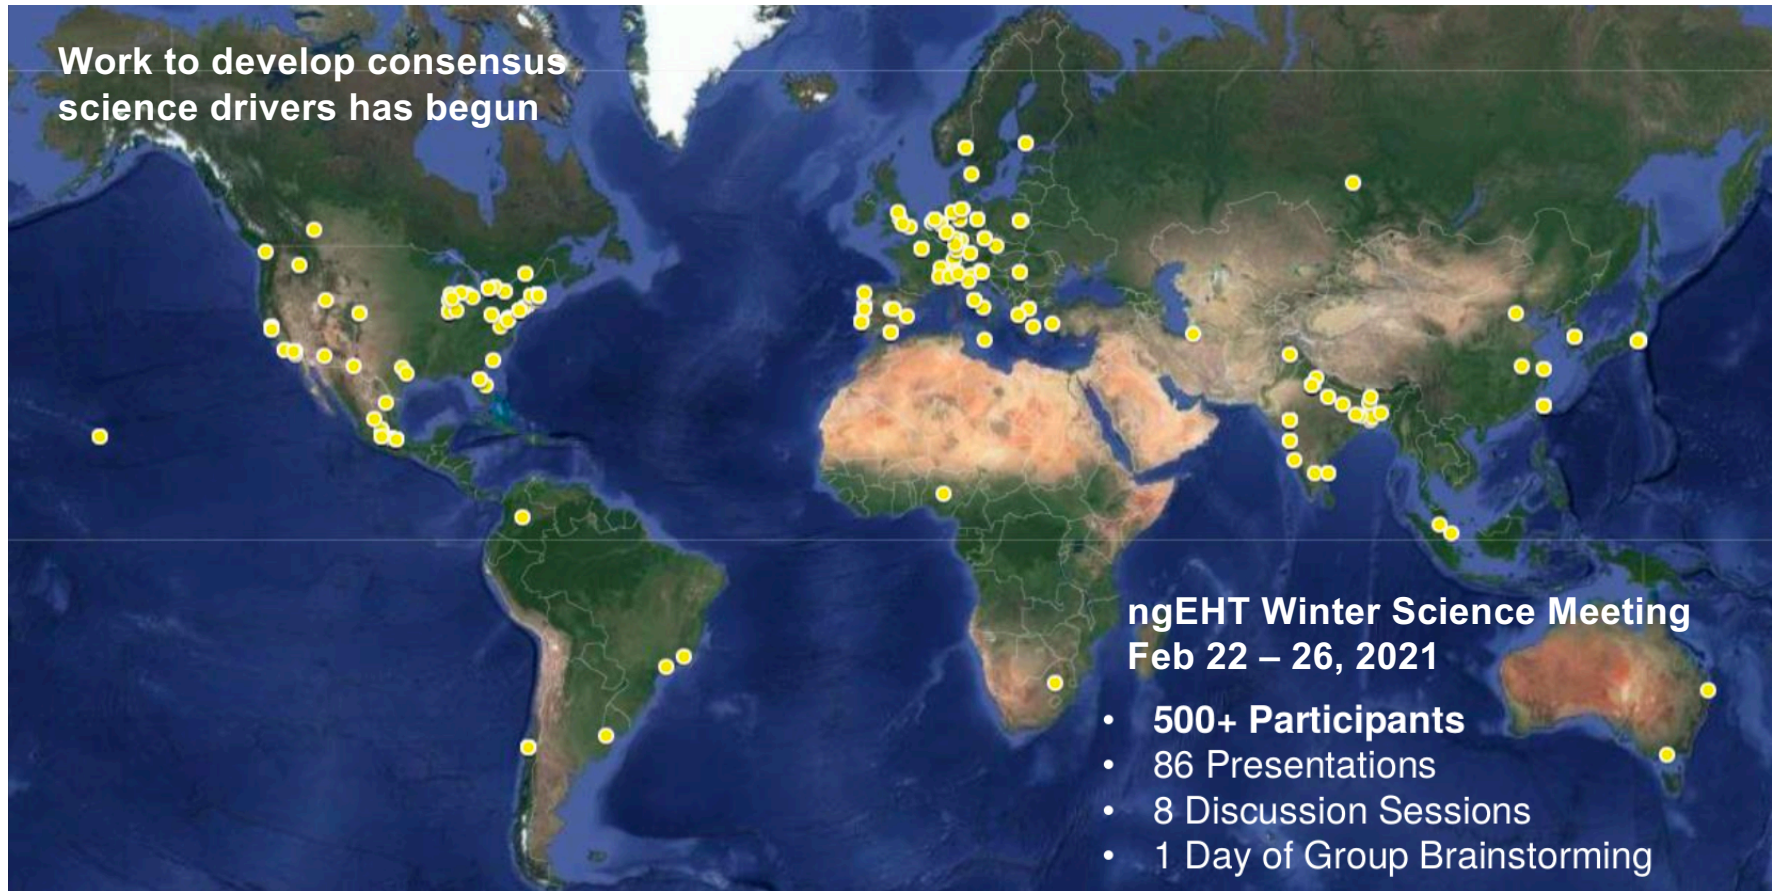 Work to develop consensus
science drivers has begun
ngEHT Winter Science Meeting
Feb 22 – 26, 2021
• 500+ Participants
• 86 Presentations
• 8 Discussion Sessions
• 1 Day of Group Brainstorming